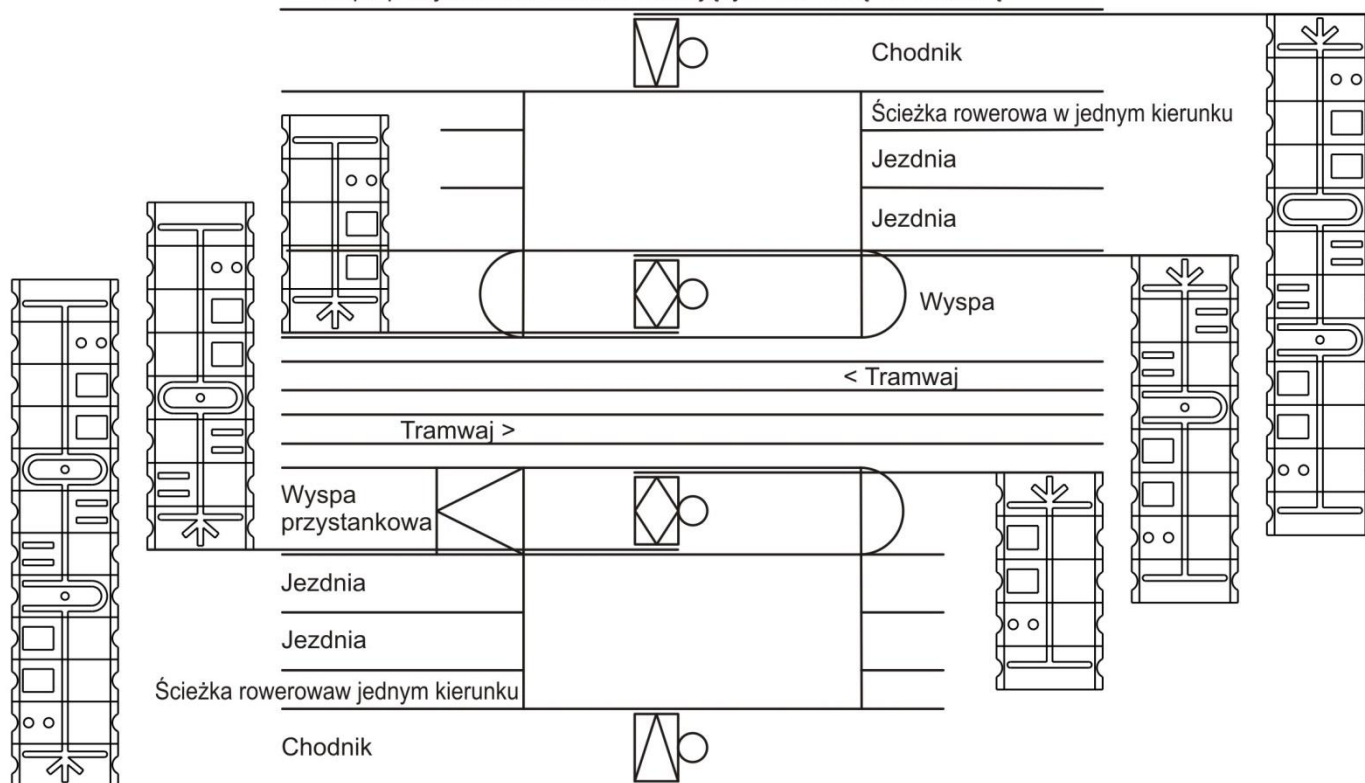 Chodnik
Ścieżka rowerowa w jednym kierunku
Jezdnia
Jezdnia
Wyspa
< Tramwaj
Tramwaj >
Wyspa
przystankowa
Jezdnia
Jezdnia
Ścieżka rowerowaw jednym kierunku
Chodnik